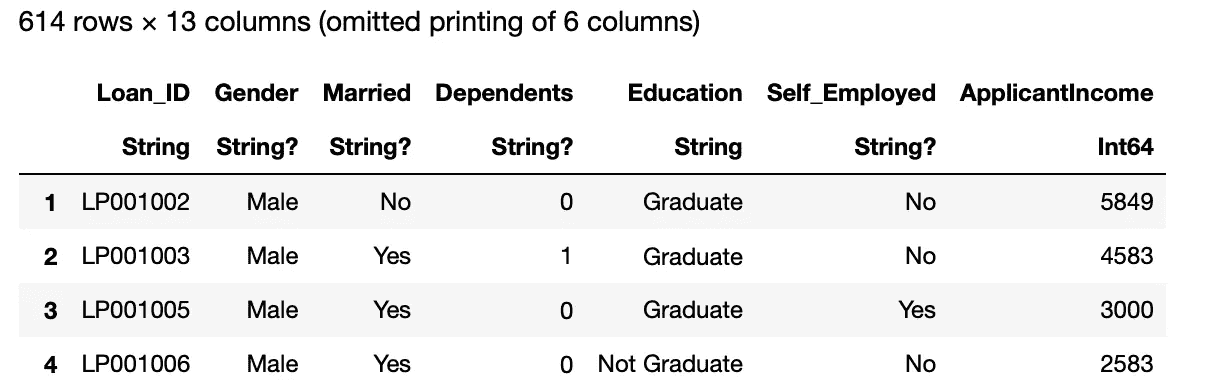 614 rows × 13 columns (omitted printing of 6 columns)
Loan_ID Gender Married Dependents Education Self_Employed ApplicantIncome
String String? String? String? String String? Int64
1 LP001002 Male No 0 Graduate No 5849
2 LP001003 Male Yes 1 Graduate No 4583
3 LP001005 Male Yes 0 Graduate Yes 3000
4 LP001006 Male Yes 0 Not Graduate No 2583